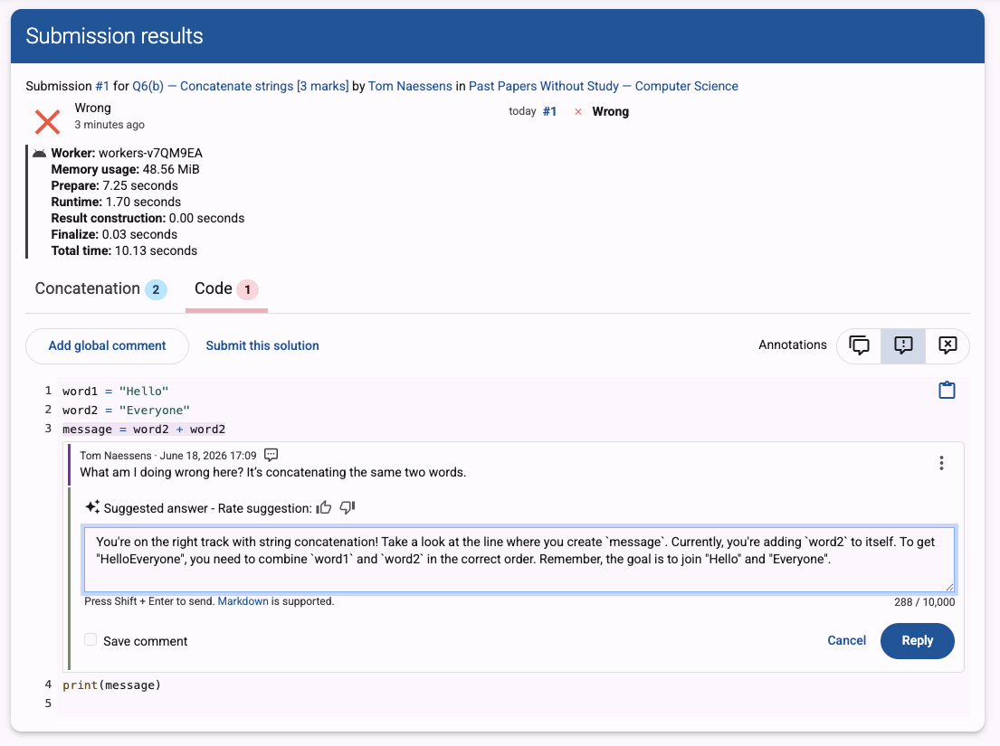 Submission results
Submission #1 for Q6(b) — Concatenate strings [3 marks] by Tom Naessens in Past Papers Without Study — Computer Science
Wrong
3 minutes ago
today #1 Wrong
Worker: workers-v7QM9EA
Memory usage: 48.56 MiB
Prepare: 7.25 seconds
Runtime: 1.70 seconds
Result construction: 0.00 seconds
Finalize: 0.03 seconds
Total time: 10.13 seconds
Concatenation 2 Code 1
Add global comment Submit this solution Annotations
1 word1 = "Hello"
2 word2 = "Everyone"
3 message = word2 + word2
Tom Naessens · June 18, 2026 17:09
What am I doing wrong here? It's concatenating the same two words.
Suggested answer - Rate suggestion:
You're on the right track with string concatenation! Take a look at the line where you create `message`. Currently, you're adding `word2` to itself. To get
"HelloEveryone", you need to combine `word1` and `word2` in the correct order. Remember, the goal is to join "Hello" and "Everyone".
Press Shift + Enter to send. Markdown is supported. 288 / 10,000
Save comment Cancel Reply
4 print(message)
5